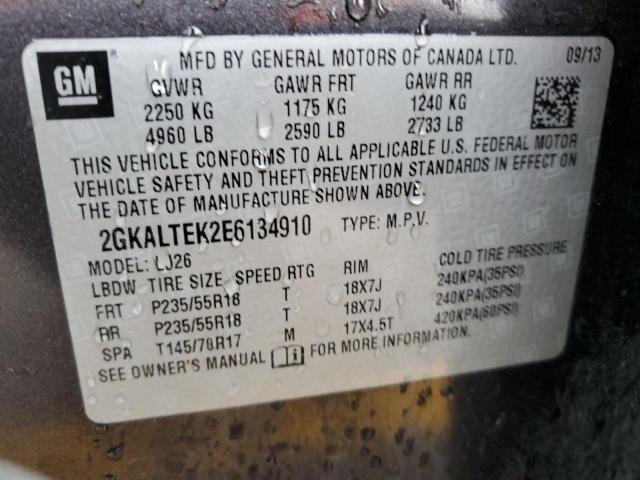 GM
MFD BY GENERAL MOTORS OF CANADA LTD. 09/13
GVWR GAWR FRT GAWR RR
2250 KG 1175 KG 1240 KG
4960 LB 2590 LB 2733 LB
THIS VEHICLE CONFORMS TO ALL APPLICABLE U.S. FEDERAL MOTOR
VEHICLE SAFETY AND THEFT PREVENTION STANDARDS IN EFFECT ON
THE DATE OF MANUFACTURE SHOWN ABOVE.
2GKALTEK2E6134910 TYPE: M.P.V.
MODEL: LJ26
LBDW TIRE SIZE SPEED RTG RIM COLD TIRE PRESSURE
FRT P235/55R18 T 18X7J 240KPA(35PSI)
RR P235/55R18 T 18X7J 240KPA(35PSI)
SPA T145/70R17 M 17X4.5T 420KPA(60PSI)
SEE OWNER'S MANUAL FOR MORE INFORMATION.